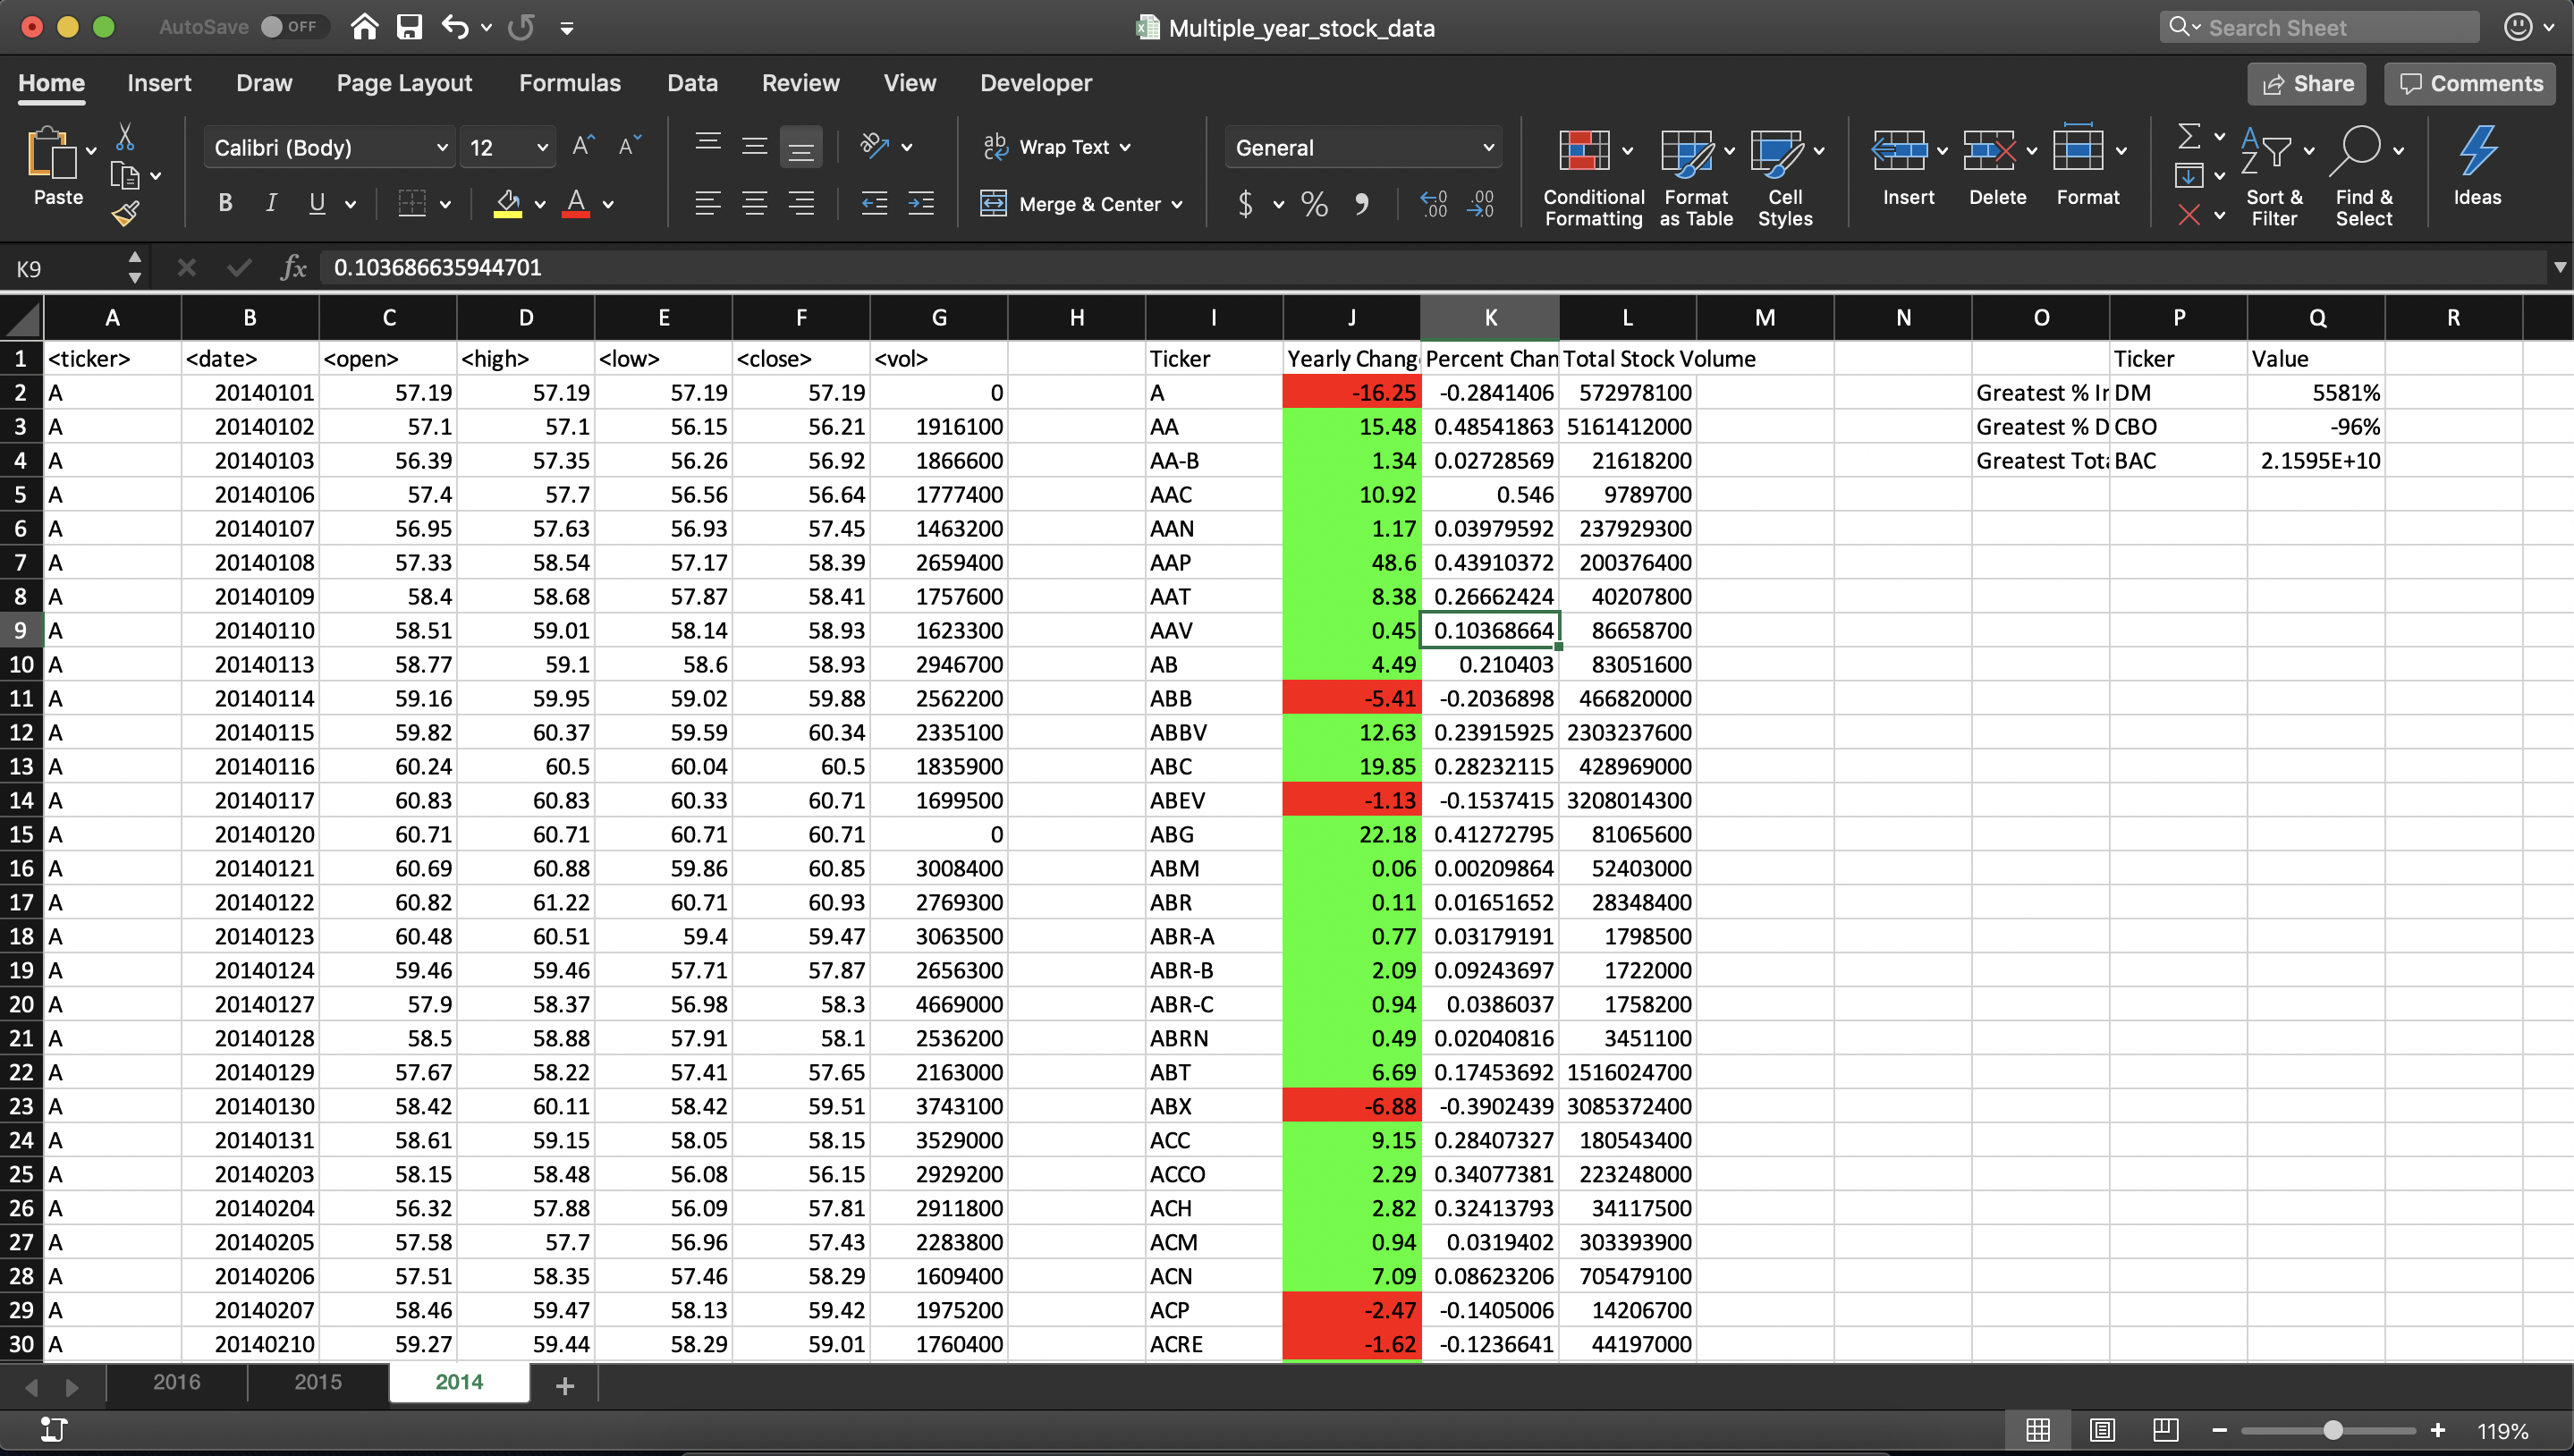 AutoSave OFF Multiple_year_stock_data Search Sheet
Home Insert Draw Page Layout Formulas Data Review View Developer Share Comments
Calibri (Body) 12 ab Wrap Text General
Paste B I U Merge & Center $ % Conditional Formatting Format as Table Cell Styles Insert Delete Format Sort & Filter Find & Select Ideas
K9 fx 0.103686635944701
A B C D E F G H I J K L M N O P Q R
1 <ticker> <date> <open> <high> <low> <close> <vol> Ticker Yearly Chang Percent Chan Total Stock Volume Ticker Value
2 A 20140101 57.19 57.19 57.19 57.19 0 A -16.25 -0.2841406 572978100 Greatest % Ir DM 5581%
3 A 20140102 57.1 57.1 56.15 56.21 1916100 AA 15.48 0.48541863 5161412000 Greatest % D CBO -96%
4 A 20140103 56.39 57.35 56.26 56.92 1866600 AA-B 1.34 0.02728569 21618200 Greatest Tota BAC 2.1595E+10
5 A 20140106 57.4 57.7 56.56 56.64 1777400 AAC 10.92 0.546 9789700
6 A 20140107 56.95 57.63 56.93 57.45 1463200 AAN 1.17 0.03979592 237929300
7 A 20140108 57.33 58.54 57.17 58.39 2659400 AAP 48.6 0.43910372 200376400
8 A 20140109 58.4 58.68 57.87 58.41 1757600 AAT 8.38 0.26662424 40207800
9 A 20140110 58.51 59.01 58.14 58.93 1623300 AAV 0.45 0.10368664 86658700
10 A 20140113 58.77 59.1 58.6 58.93 2946700 AB 4.49 0.210403 83051600
11 A 20140114 59.16 59.95 59.02 59.88 2562200 ABB -5.41 -0.2036898 466820000
12 A 20140115 59.82 60.37 59.59 60.34 2335100 ABBV 12.63 0.23915925 2303237600
13 A 20140116 60.24 60.5 60.04 60.5 1835900 ABC 19.85 0.28232115 428969000
14 A 20140117 60.83 60.83 60.33 60.71 1699500 ABEV -1.13 -0.1537415 3208014300
15 A 20140120 60.71 60.71 60.71 60.71 0 ABG 22.18 0.41272795 81065600
16 A 20140121 60.69 60.88 59.86 60.85 3008400 ABM 0.06 0.00209864 52403000
17 A 20140122 60.82 61.22 60.71 60.93 2769300 ABR 0.11 0.01651652 28348400
18 A 20140123 60.48 60.51 59.4 59.47 3063500 ABR-A 0.77 0.03179191 1798500
19 A 20140124 59.46 59.46 57.71 57.87 2656300 ABR-B 2.09 0.09243697 1722000
20 A 20140127 57.9 58.37 56.98 58.3 4669000 ABR-C 0.94 0.0386037 1758200
21 A 20140128 58.5 58.88 57.91 58.1 2536200 ABRN 0.49 0.02040816 3451100
22 A 20140129 57.67 58.22 57.41 57.65 2163000 ABT 6.69 0.17453692 1516024700
23 A 20140130 58.42 60.11 58.42 59.51 3743100 ABX -6.88 -0.3902439 3085372400
24 A 20140131 58.61 59.15 58.05 58.15 3529000 ACC 9.15 0.28407327 180543400
25 A 20140203 58.15 58.48 56.08 56.15 2929200 ACCO 2.29 0.34077381 223248000
26 A 20140204 56.32 57.88 56.09 57.81 2911800 ACH 2.82 0.32413793 34117500
27 A 20140205 57.58 57.7 56.96 57.43 2283800 ACM 0.94 0.0319402 303393900
28 A 20140206 57.51 58.35 57.46 58.29 1609400 ACN 7.09 0.08623206 705479100
29 A 20140207 58.46 59.47 58.13 59.42 1975200 ACP -2.47 -0.1405006 14206700
30 A 20140210 59.27 59.44 58.29 59.01 1760400 ACRE -1.62 -0.1236641 44197000
2016 2015 2014 +
119%